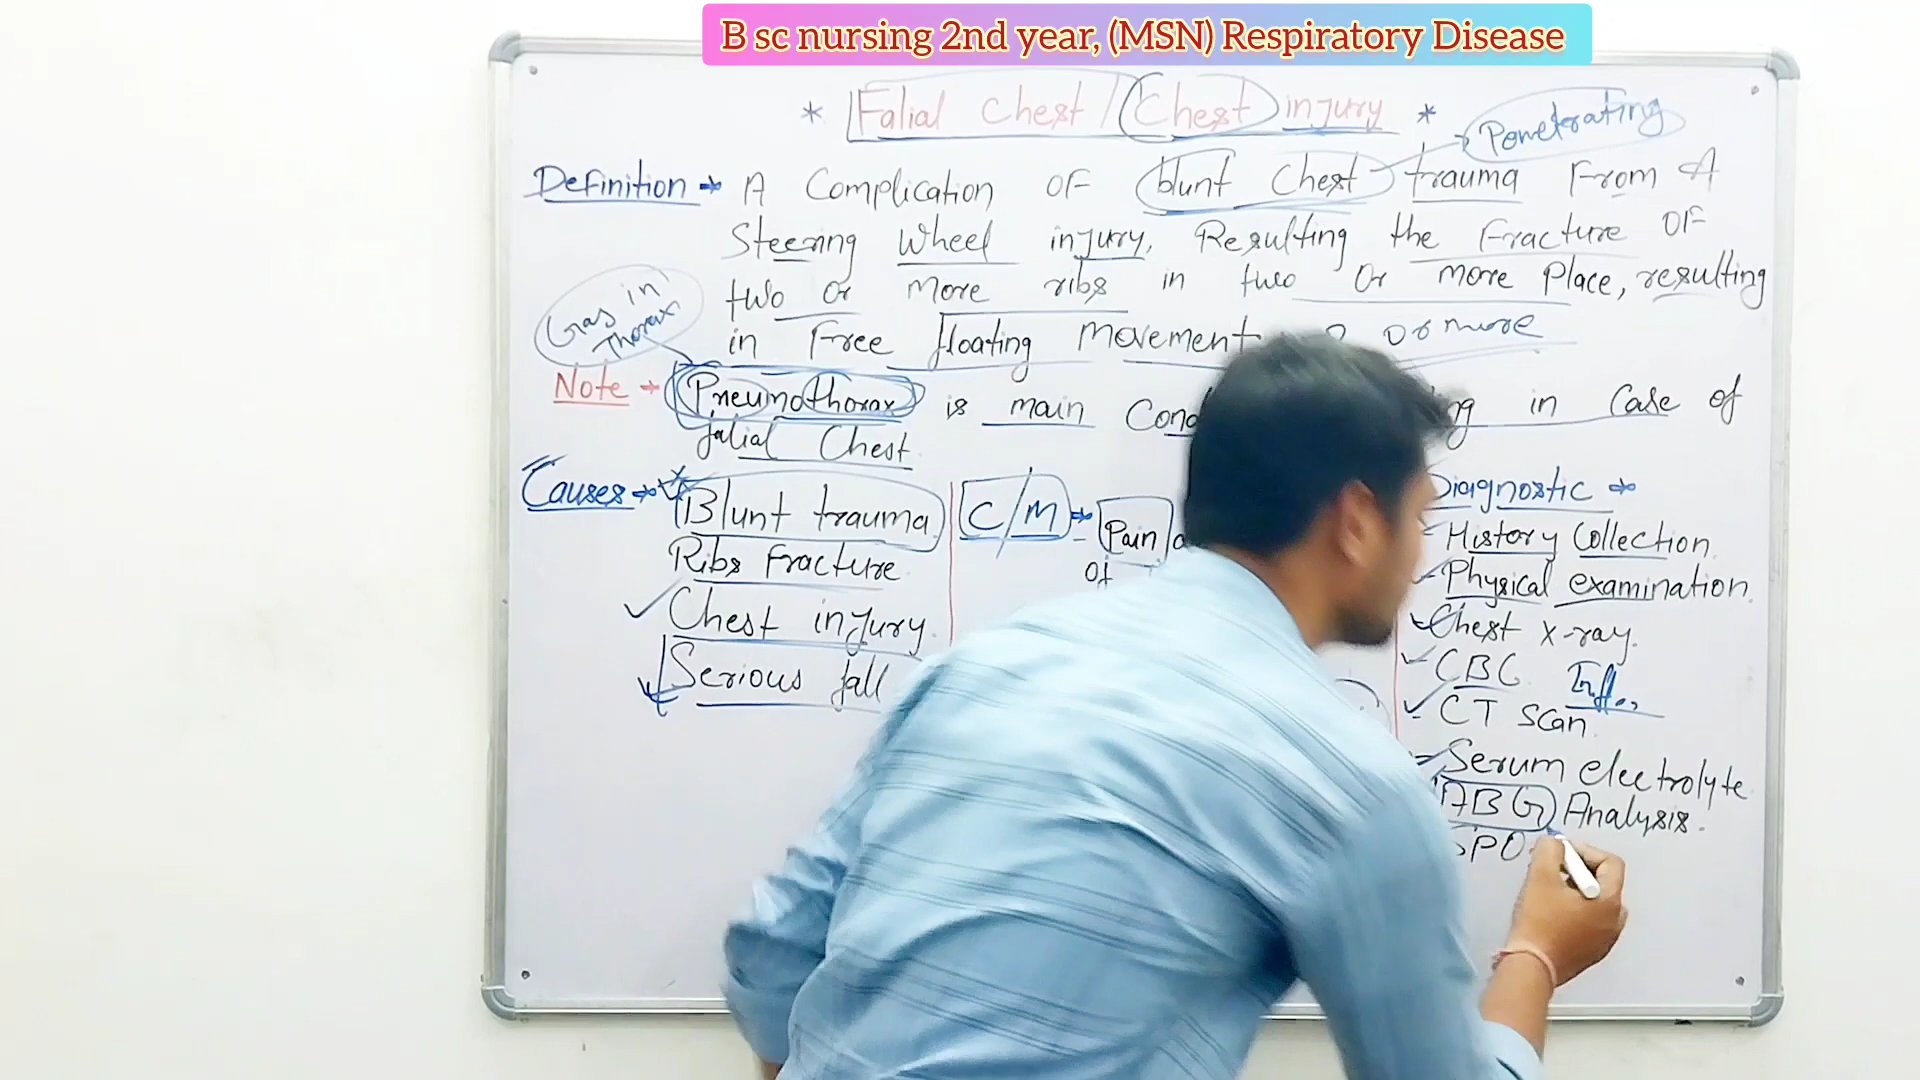 B sc nursing 2nd year, (MSN) Respiratory Disease
* Falial Chest / Chest injury *
Penetrating
Definition → A Complication OF blunt Chest trauma From A
Steering Wheel injury, Resulting the Fracture OF
two or more ribs in two or more Place, resulting
in Free floating Movement 2 or more
Gas in
Thorax
Note → Pneumothorax is main in Case of
falial Chest
Causes →
Blunt trauma
Ribs Fracture
Chest injury
Serious fall
C/M → Pain
of
Diagnostic →
History Collection
Physical examination.
Chest X-ray.
CBC Infl.
CT Scan.
Serum electrolyte
ABG Analysis.
SPO